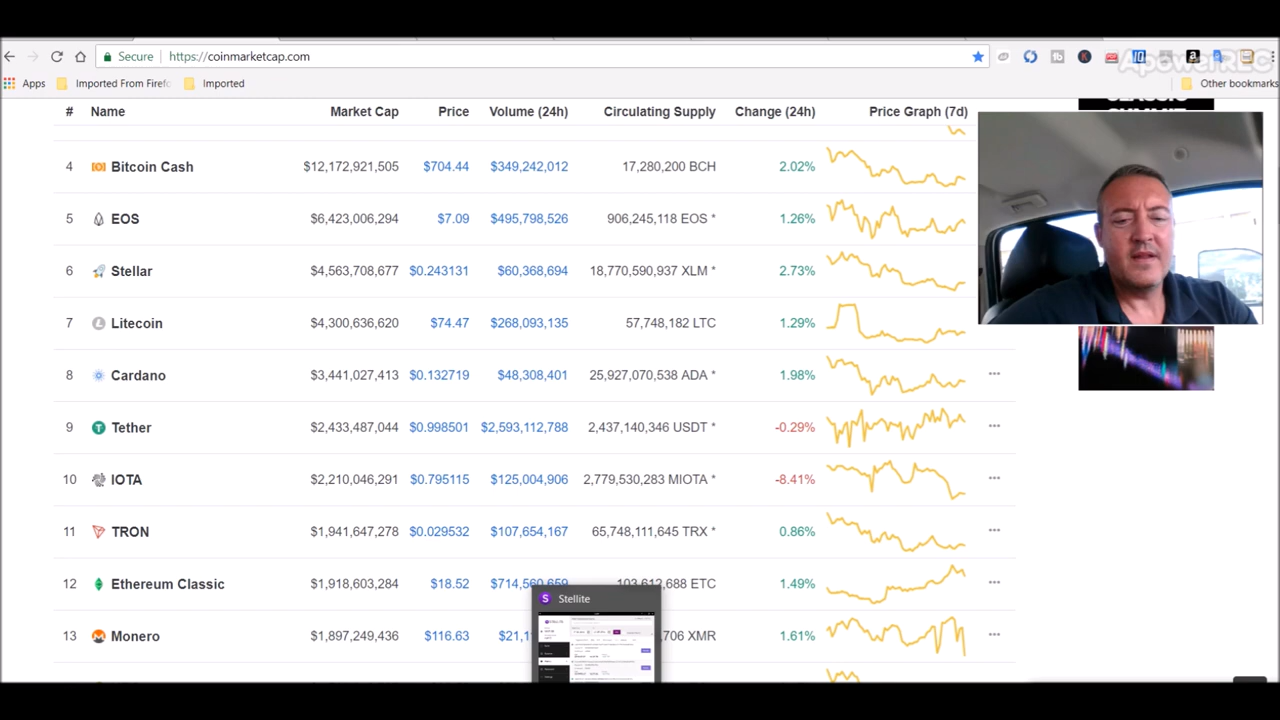 Secure https://coinmarketcap.com
ApowerREC
Apps Imported From Firefo Imported Other bookmarks
# Name Market Cap Price Volume (24h) Circulating Supply Change (24h) Price Graph (7d)
4 Bitcoin Cash $12,172,921,505 $704.44 $349,242,012 17,280,200 BCH 2.02%
5 EOS $6,423,006,294 $7.09 $495,798,526 906,245,118 EOS * 1.26%
6 Stellar $4,563,708,677 $0.243131 $60,368,694 18,770,590,937 XLM * 2.73%
7 Litecoin $4,300,636,620 $74.47 $268,093,135 57,748,182 LTC 1.29%
8 Cardano $3,441,027,413 $0.132719 $48,308,401 25,927,070,538 ADA * 1.98%
9 Tether $2,433,487,044 $0.998501 $2,593,112,788 2,437,140,346 USDT * -0.29%
10 IOTA $2,210,046,291 $0.795115 $125,004,906 2,779,530,283 MIOTA * -8.41%
11 TRON $1,941,647,278 $0.029532 $107,654,167 65,748,111,645 TRX * 0.86%
12 Ethereum Classic $1,918,603,284 $18.52 $714,560,659 103,612,688 ETC 1.49%
S Stellite
13 Monero $1,897,249,436 $116.63 $21,1 706 XMR 1.61%